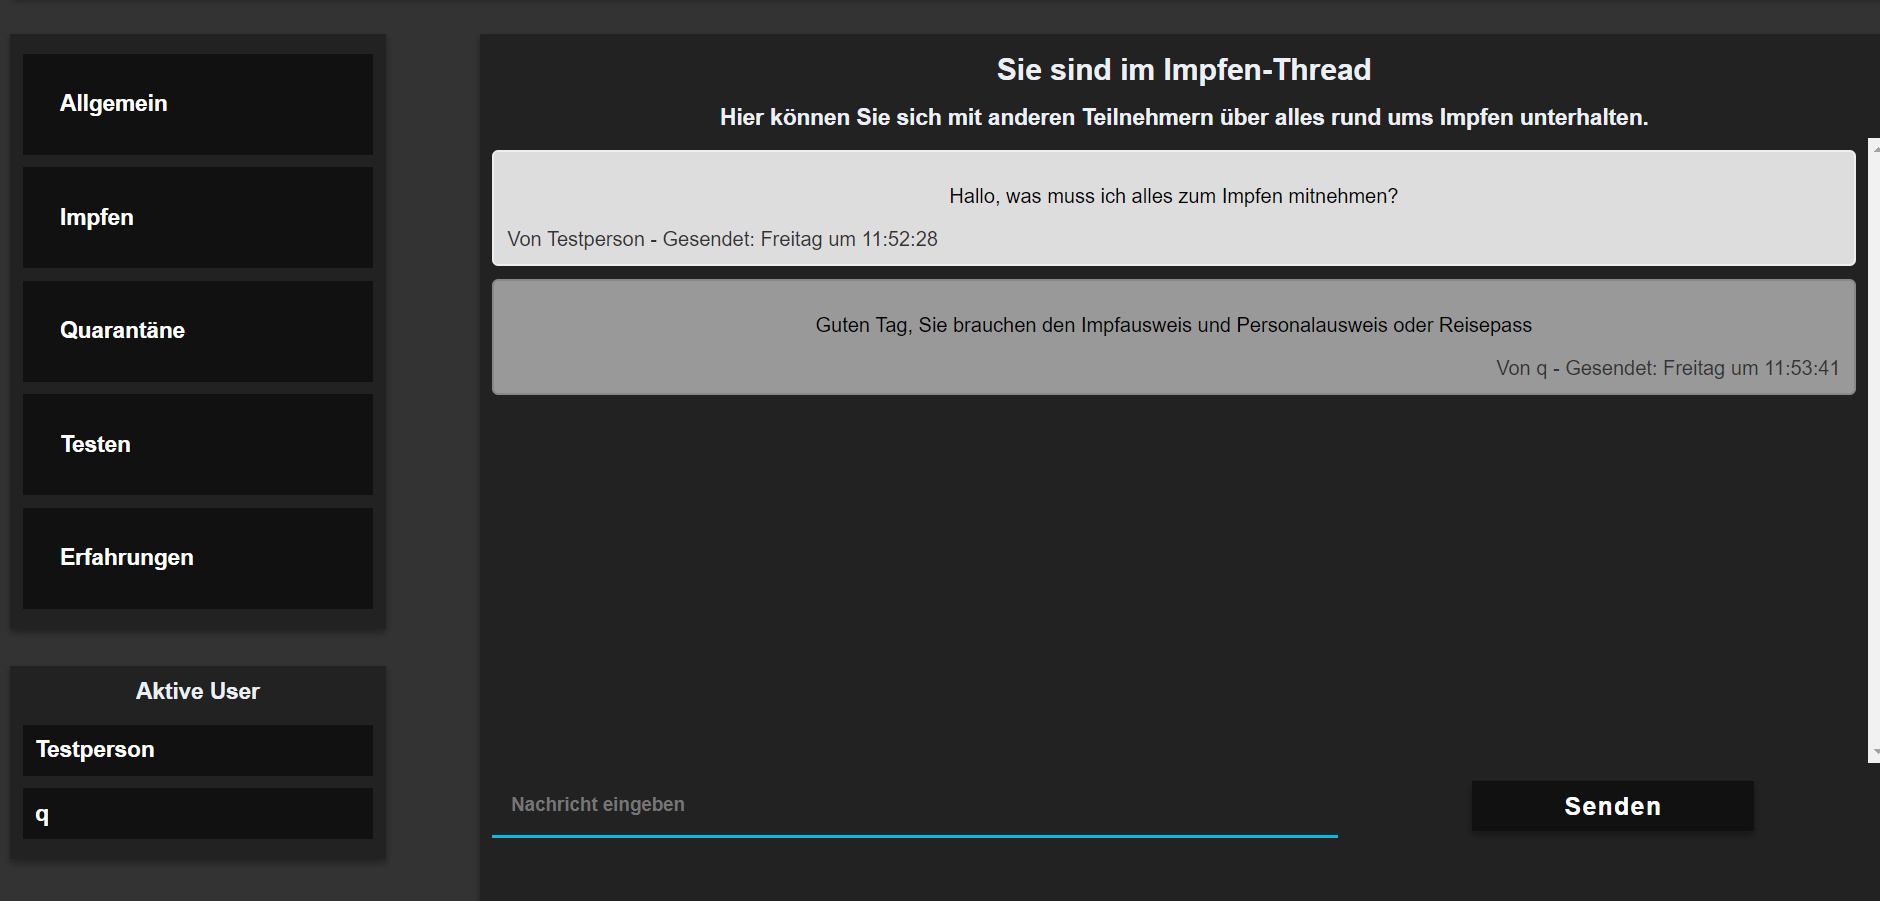 Allgemein
Impfen
Quarantäne
Testen
Erfahrungen
Aktive User
Testperson
q
Sie sind im Impfen-Thread
Hier können Sie sich mit anderen Teilnehmern über alles rund ums Impfen unterhalten.
Hallo, was muss ich alles zum Impfen mitnehmen?
Von Testperson - Gesendet: Freitag um 11:52:28
Guten Tag, Sie brauchen den Impfausweis und Personalausweis oder Reisepass
Von q - Gesendet: Freitag um 11:53:41
Nachricht eingeben
Senden